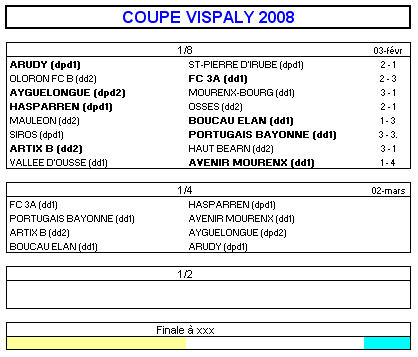 COUPE VISPALY 2008
1/8 03-févr
ARUDY (dpd1) ST-PIERRE D'IRUBE (dpd1) 2 - 1
OLORON FC B (dd2) FC 3A (dd1) 2 - 3
AYGUELONGUE (dpd2) MOURENX-BOURG (dd1) 3 - 1
HASPARREN (dpd1) OSSES (dd2) 2 - 1
MAULEON (dd2) BOUCAU ELAN (dd1) 1 - 3
SIROS (dpd1) PORTUGAIS BAYONNE (dd1) 3 - 3.
ARTIX B (dd2) HAUT BEARN (dd2) 3 - 1
VALLEE D'OUSSE (dd1) AVENIR MOURENX (dd1) 1 - 4
1/4 02-mars
FC 3A (dd1) HASPARREN (dpd1)
PORTUGAIS BAYONNE (dd1) AVENIR MOURENX (dd1)
ARTIX B (dd2) AYGUELONGUE (dpd2)
BOUCAU ELAN (dd1) ARUDY (dpd1)
1/2
Finale à xxx